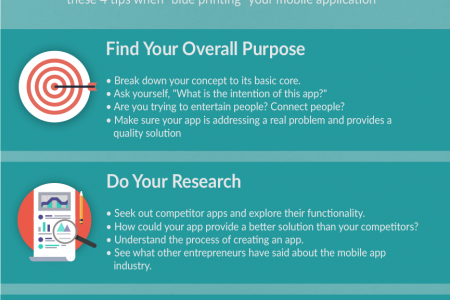 these 4 tips when "blue printing" your mobile application
Find Your Overall Purpose
• Break down your concept to its basic core.
• Ask yourself, "What is the intention of this app?"
• Are you trying to entertain people? Connect people?
• Make sure your app is addressing a real problem and provides a
quality solution
Do Your Research
• Seek out competitor apps and explore their functionality.
• How could your app provide a better solution than your competitors?
• Understand the process of creating an app.
• See what other entrepreneurs have said about the mobile app
industry.